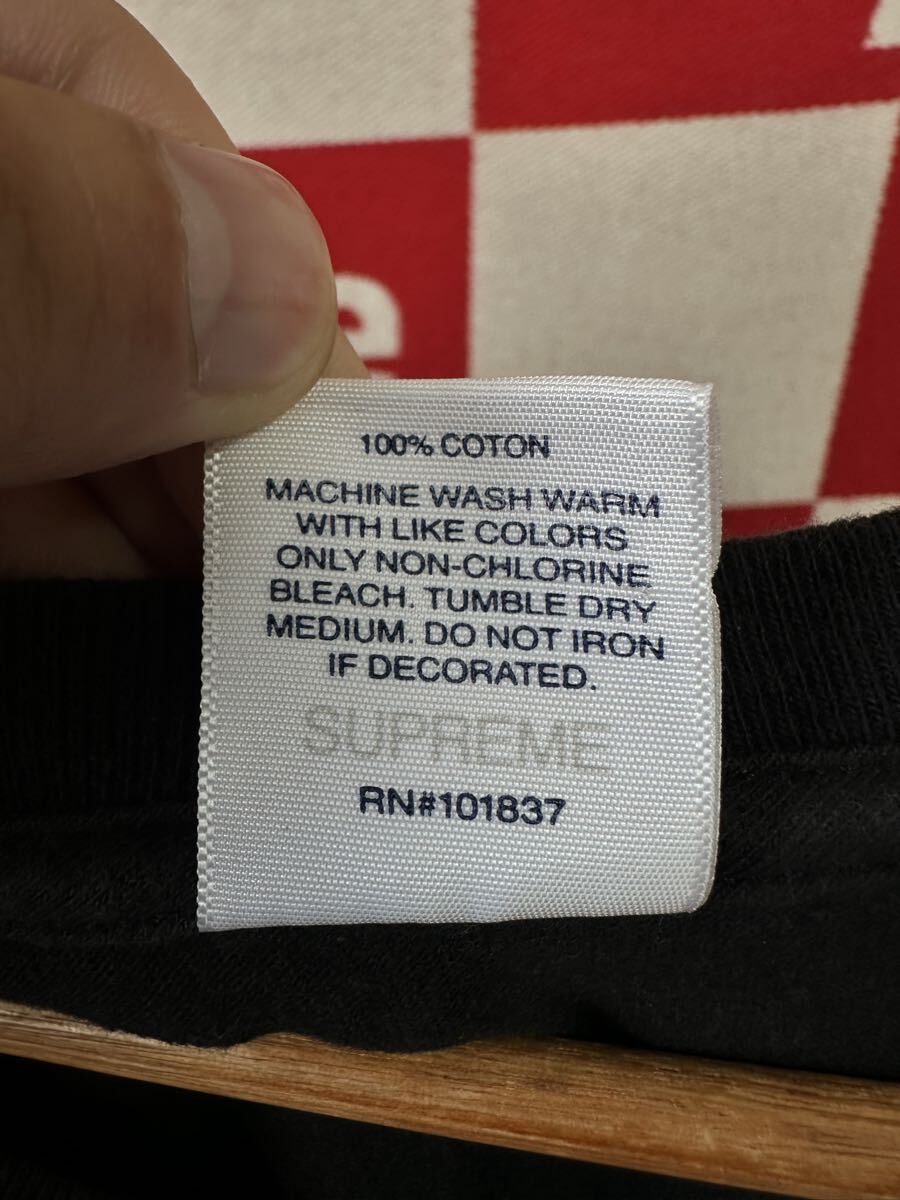 e
100% COTON
MACHINE WASH WARM
WITH LIKE COLORS
ONLY NON-CHLORINE
BLEACH. TUMBLE DRY
MEDIUM. DO NOT IRON
IF DECORATED.
SUPREME
RN#101837